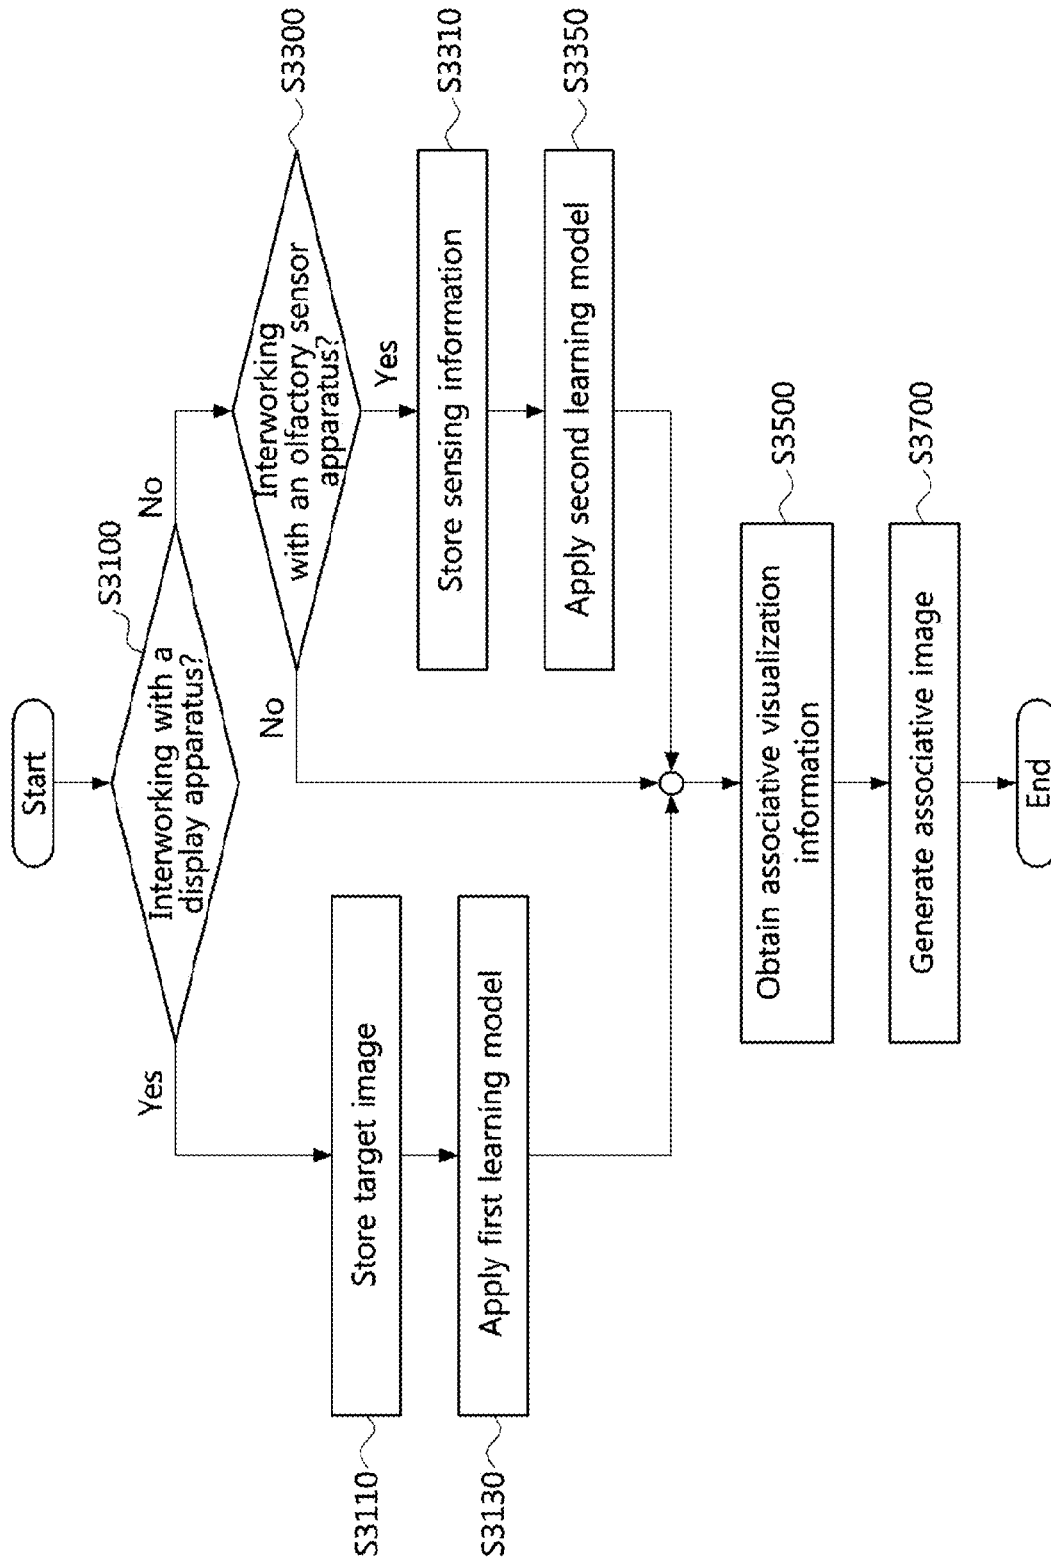 Start
S3100
Interworking with a
display apparatus?
Yes
No
S3300
Interworking
with an olfactory sensor
apparatus?
No
Yes
S3110
Store target image
S3310
Store sensing information
S3130
Apply first learning model
S3350
Apply second learning model
S3500
Obtain associative visualization
information
S3700
Generate associative image
End